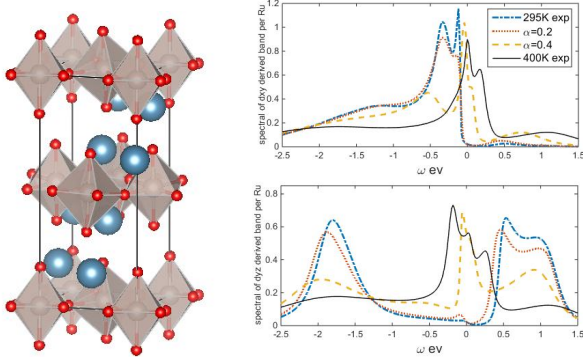 spectral of dxy derived band per Ru
1.2
1
0.8
0.6
0.4
0.2
0
-2.5 -2 -1.5 -1 -0.5 0 0.5 1 1.5
ω ev
295K exp
α=0.2
α=0.4
400K exp
spectral of dyz derived band per Ru
0.8
0.6
0.4
0.2
0
-2.5 -2 -1.5 -1 -0.5 0 0.5 1 1.5
ω ev